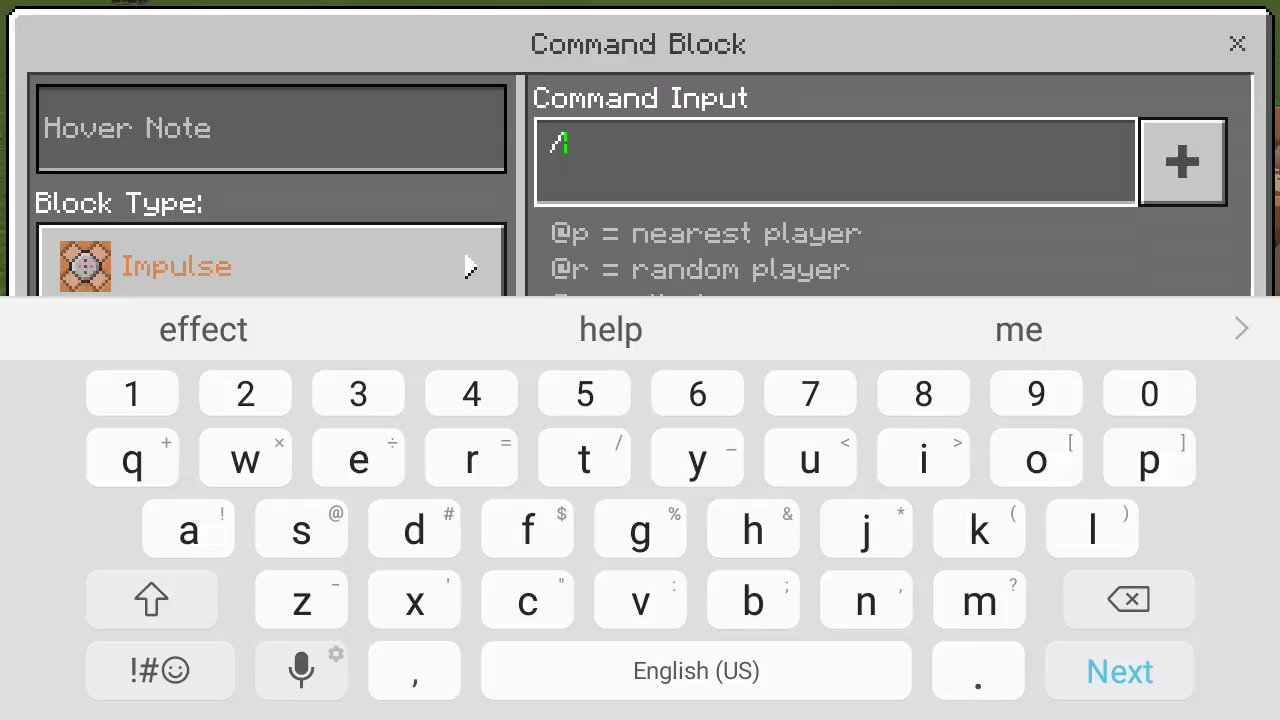 Command Block
Hover Note
Command Input
/
Block Type:
Impulse
@p = nearest player
@r = random player
effect help me
1 2 3 4 5 6 7 8 9 0
q + w × e ÷ r = t / y _ u < i > o [ p ]
a ! s @ d # f $ g % h & j * k ( l )
z - x ' c " v : b ; n , m ?
!#☺ , English (US) . Next